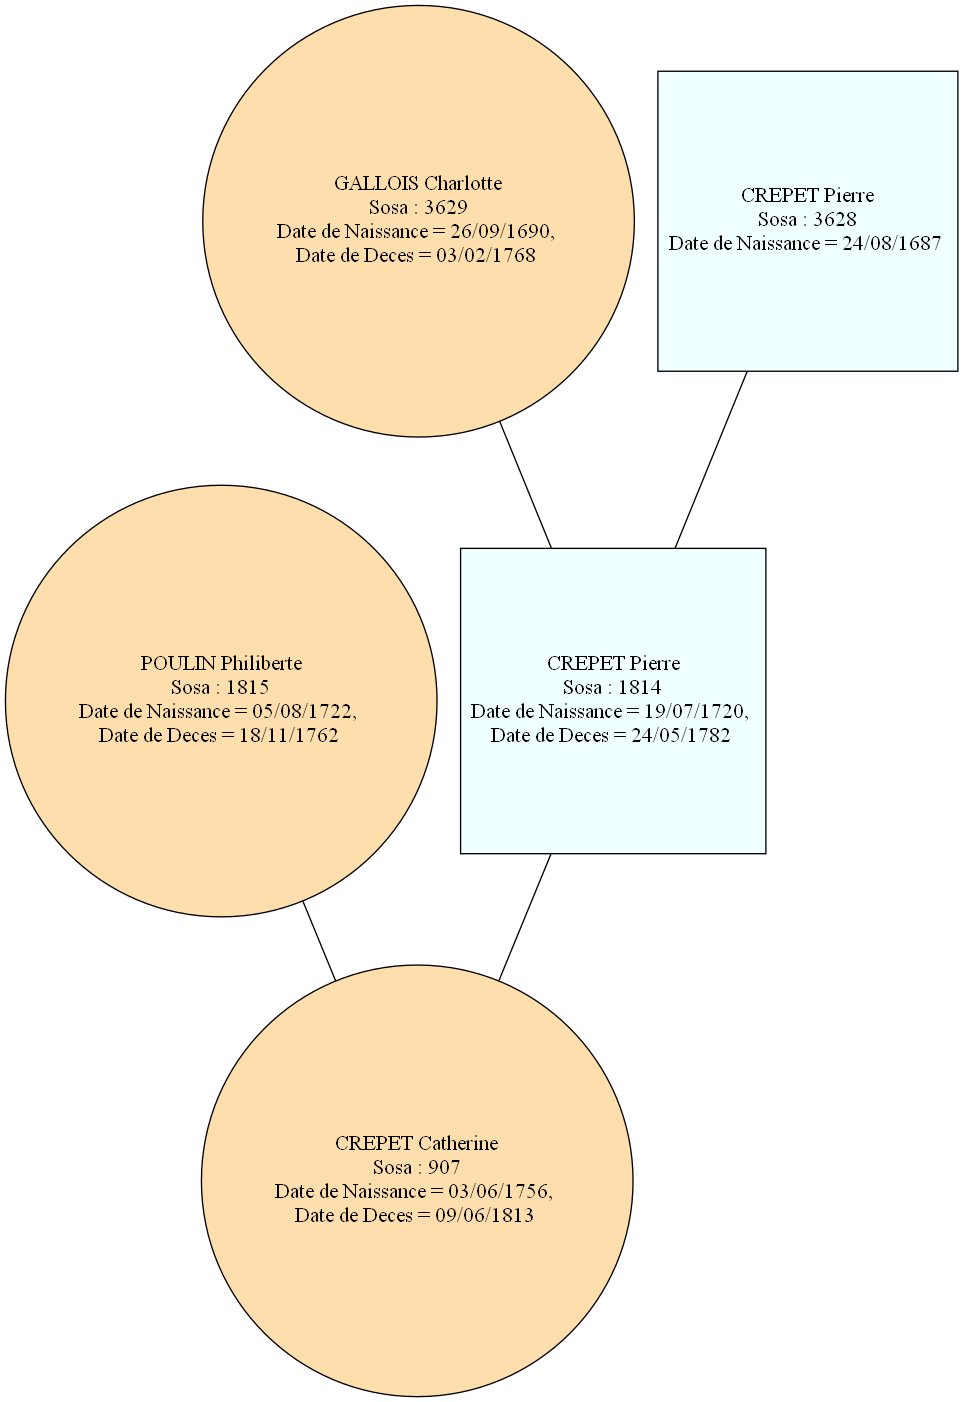 GALLOIS Charlotte
Sosa : 3629
Date de Naissance = 26/09/1690,
Date de Deces = 03/02/1768
CREPET Pierre
Sosa : 3628
Date de Naissance = 24/08/1687
POULIN Philiberte
Sosa : 1815
Date de Naissance = 05/08/1722,
Date de Deces = 18/11/1762
CREPET Pierre
Sosa : 1814
Date de Naissance = 19/07/1720,
Date de Deces = 24/05/1782
CREPET Catherine
Sosa : 907
Date de Naissance = 03/06/1756,
Date de Deces = 09/06/1813